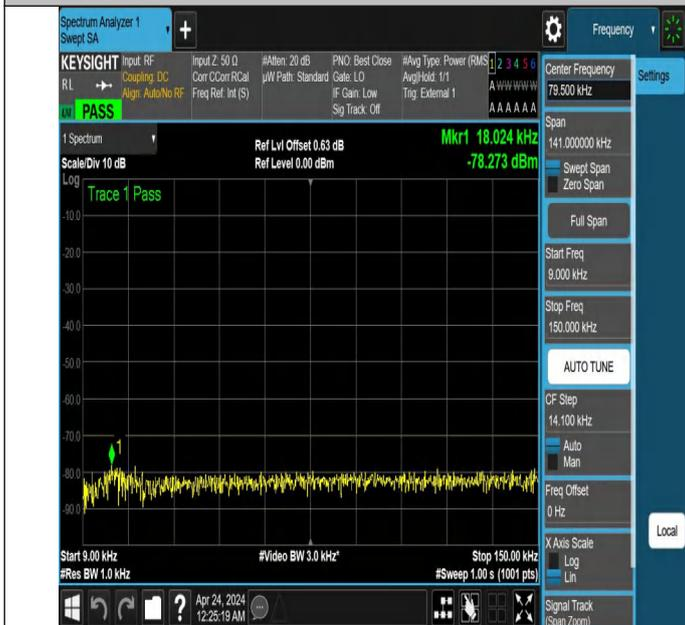 Spectrum Analyzer 1
Swept SA
+
Frequency
KEYSIGHT
RL
PASS
Input: RF
Coupling: DC
Align: Auto/No RF
Input Z: 50 Ω
Corr CCorr RCal
Freq Ref: Int (S)
#Atten: 20 dB
µW Path: Standard
PNO: Best Close
Gate: LO
IF Gain: Low
Sig Track: Off
#Avg Type: Power (RMS
Avg|Hold: 1/1
Trig: External 1
1 2 3 4 5 6
A W W W W W
A A A A A A
1 Spectrum
Scale/Div 10 dB
Ref Lvl Offset 0.63 dB
Ref Level 0.00 dBm
Mkr1 18.024 kHz
-78.273 dBm
Log
Trace 1 Pass
-10.0
-20.0
-30.0
-40.0
-50.0
-60.0
-70.0
-80.0
-90.0
1
Start 9.00 kHz
#Res BW 1.0 kHz
#Video BW 3.0 kHz*
Stop 150.00 kHz
#Sweep 1.00 s (1001 pts)
?
Apr 24, 2024
12:25:19 AM
Center Frequency
79.500 kHz
Settings
Span
141.000000 kHz
Swept Span
Zero Span
Full Span
Start Freq
9.000 kHz
Stop Freq
150.000 kHz
AUTO TUNE
CF Step
14.100 kHz
Auto
Man
Freq Offset
0 Hz
X Axis Scale
Log
Lin
Local
Signal Track
(Span Zoom)